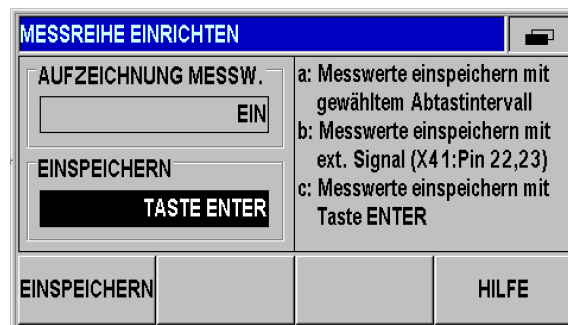 MESSREIHE EINRICHTEN
AUFZEICHNUNG MESSW.
EIN
EINSPEICHERN
TASTE ENTER
a: Messwerte einspeichern mit
gewähltem Abtastintervall
b: Messwerte einspeichern mit
ext. Signal (X41:Pin 22,23)
c: Messwerte einspeichern mit
Taste ENTER
EINSPEICHERN
HILFE